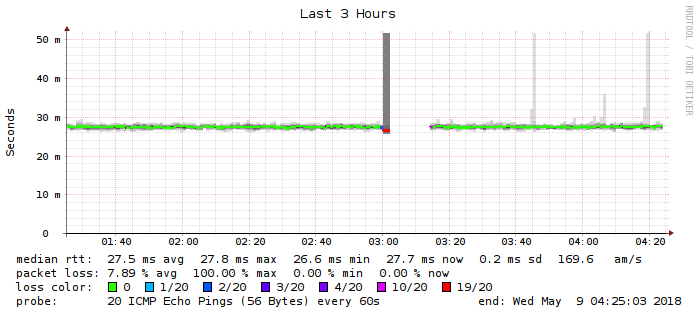 Last 3 Hours
RRDTOOL / TOBI OETIKER
Seconds
50 m
40 m
30 m
20 m
10 m
0
01:40 02:00 02:20 02:40 03:00 03:20 03:40 04:00 04:20
median rtt: 27.5 ms avg 27.8 ms max 26.6 ms min 27.7 ms now 0.2 ms sd 169.6 am/s
packet loss: 7.89 % avg 100.00 % max 0.00 % min 0.00 % now
loss color: 0 1/20 2/20 3/20 4/20 10/20 19/20
probe: 20 ICMP Echo Pings (56 Bytes) every 60s end: Wed May 9 04:25:03 2018